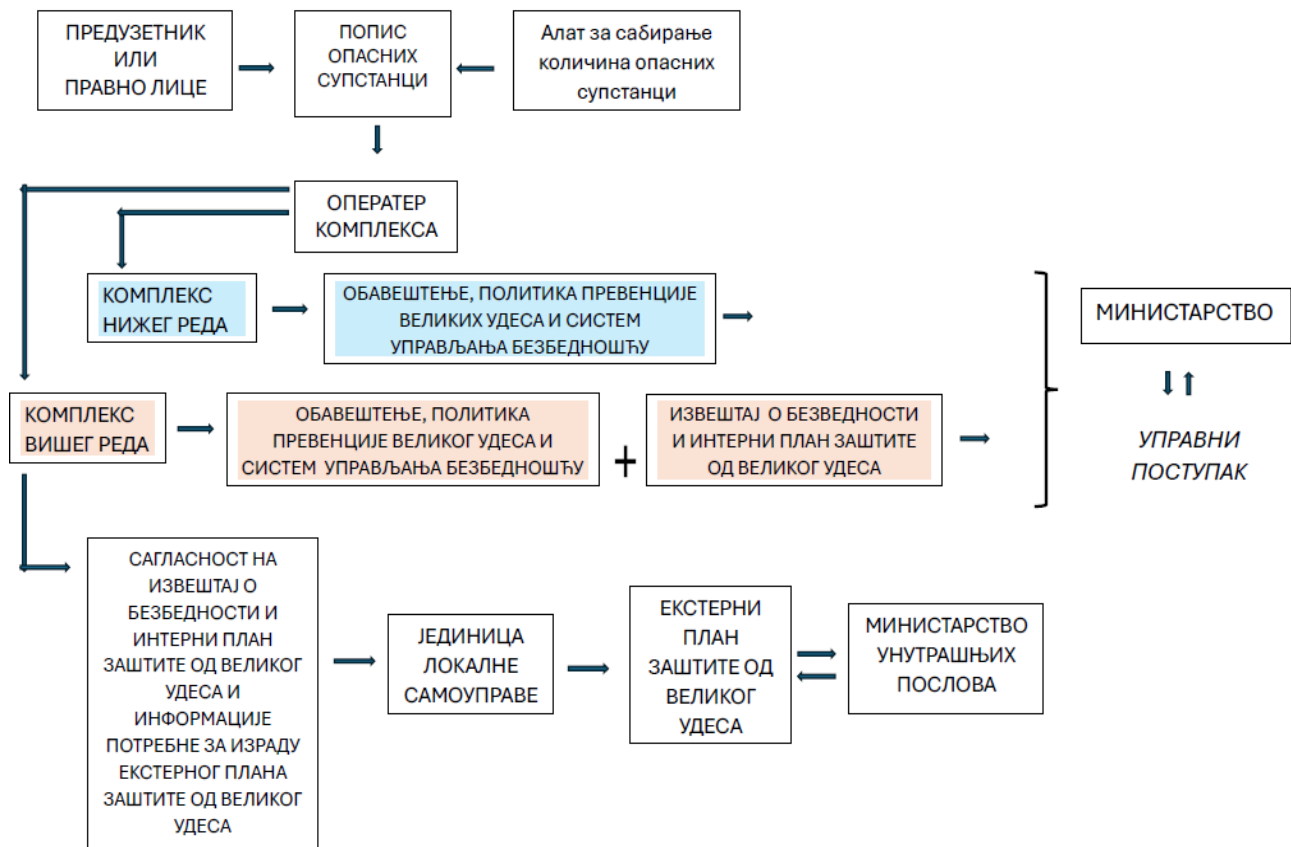 ПРЕДУЗЕТНИК
ИЛИ
ПРАВНО ЛИЦЕ
ПОПИС
ОПАСНИХ
СУПСТАНЦИ
Алат за сабирање
количина опасних
супстанци
ОПЕРАТЕР
КОМПЛЕКСА
КОМПЛЕКС
НИЖЕГ РЕДА
ОБАВЕШТЕЊЕ, ПОЛИТИКА ПРЕВЕНЦИЈЕ
ВЕЛИКИХ УДЕСА И СИСТЕМ
УПРАВЉАЊА БЕЗБЕДНОШЋУ
МИНИСТАРСТВО
КОМПЛЕКС
ВИШЕГ РЕДА
ОБАВЕШТЕЊЕ, ПОЛИТИКА
ПРЕВЕНЦИЈЕ ВЕЛИКОГ УДЕСА И
СИСТЕМ УПРАВЉАЊА БЕЗБЕДНОШЋУ
+
ИЗВЕШТАЈ О БЕЗВЕДНОСТИ
И ИНТЕРНИ ПЛАН ЗАШТИТЕ
ОД ВЕЛИКОГ УДЕСА
УПРАВНИ
ПОСТУПАК
САГЛАСНОСТ НА
ИЗВЕШТАЈ О
БЕЗБЕДНОСТИ И
ИНТЕРНИ ПЛАН
ЗАШТИТЕ ОД ВЕЛИКОГ
УДЕСА И
ИНФОРМАЦИЈЕ
ПОТРЕБНЕ ЗА ИЗРАДУ
ЕКСТЕРНОГ ПЛАНА
ЗАШТИТЕ ОД ВЕЛИКОГ
УДЕСА
ЈЕДИНИЦА
ЛОКАЛНЕ
САМОУПРАВЕ
ЕКСТЕРНИ
ПЛАН
ЗАШТИТЕ ОД
ВЕЛИКОГ
УДЕСА
МИНИСТАРСТВО
УНУТРАШЊИХ
ПОСЛОВА